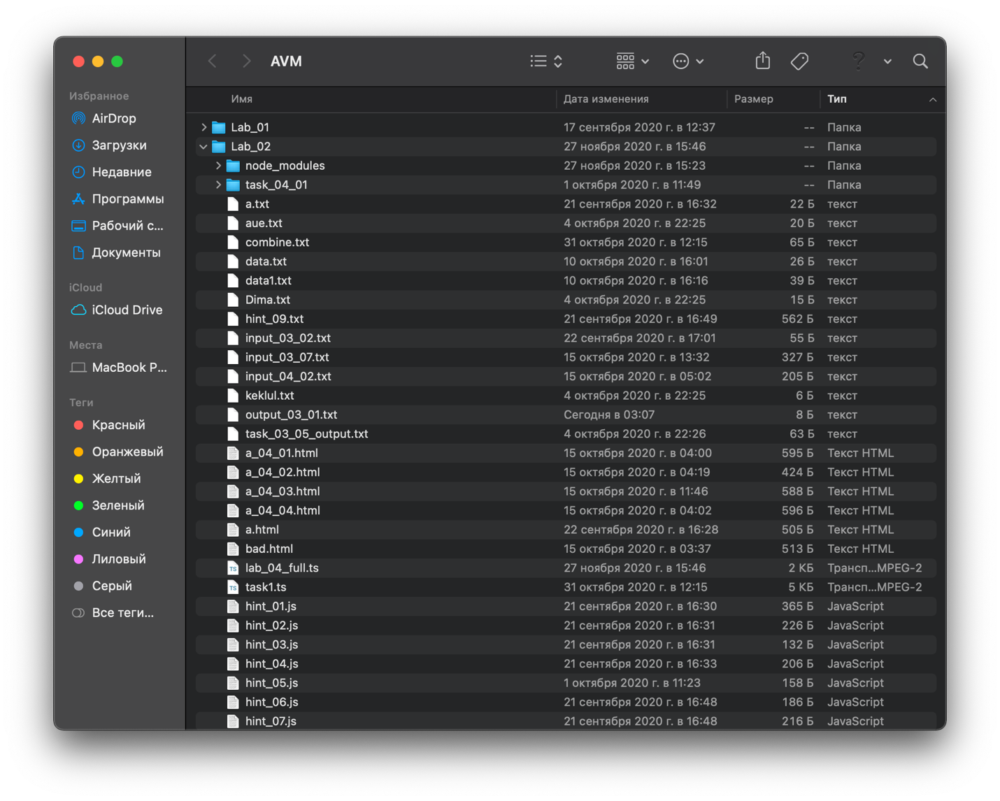 AVM
Избранное
AirDrop
Загрузки
Недавние
Программы
Рабочий с...
Документы
iCloud
iCloud Drive
Места
MacBook P...
Теги
Красный
Оранжевый
Желтый
Зеленый
Синий
Лиловый
Серый
Все теги...
Имя Дата изменения Размер Тип
Lab_01 17 сентября 2020 г. в 12:37 -- Папка
Lab_02 27 ноября 2020 г. в 15:46 -- Папка
node_modules 27 ноября 2020 г. в 15:23 -- Папка
task_04_01 1 октября 2020 г. в 11:49 -- Папка
a.txt 21 сентября 2020 г. в 16:32 22 Б текст
aue.txt 4 октября 2020 г. в 22:25 20 Б текст
combine.txt 31 октября 2020 г. в 12:15 65 Б текст
data.txt 10 октября 2020 г. в 16:01 26 Б текст
data1.txt 10 октября 2020 г. в 16:16 39 Б текст
Dima.txt 4 октября 2020 г. в 22:25 15 Б текст
hint_09.txt 21 сентября 2020 г. в 16:49 562 Б текст
input_03_02.txt 22 сентября 2020 г. в 17:01 55 Б текст
input_03_07.txt 15 октября 2020 г. в 13:32 327 Б текст
input_04_02.txt 15 октября 2020 г. в 05:02 205 Б текст
keklul.txt 4 октября 2020 г. в 22:25 6 Б текст
output_03_01.txt Сегодня в 03:07 8 Б текст
task_03_05_output.txt 4 октября 2020 г. в 22:26 63 Б текст
a_04_01.html 15 октября 2020 г. в 04:00 595 Б Текст HTML
a_04_02.html 15 октября 2020 г. в 04:19 424 Б Текст HTML
a_04_03.html 15 октября 2020 г. в 11:46 588 Б Текст HTML
a_04_04.html 15 октября 2020 г. в 04:02 596 Б Текст HTML
a.html 22 сентября 2020 г. в 16:28 505 Б Текст HTML
bad.html 15 октября 2020 г. в 03:37 513 Б Текст HTML
TS lab_04_full.ts 27 ноября 2020 г. в 15:46 2 КБ Трансп...MPEG-2
TS task1.ts 31 октября 2020 г. в 12:15 5 КБ Трансп...MPEG-2
hint_01.js 21 сентября 2020 г. в 16:30 365 Б JavaScript
hint_02.js 21 сентября 2020 г. в 16:31 226 Б JavaScript
hint_03.js 21 сентября 2020 г. в 16:31 132 Б JavaScript
hint_04.js 21 сентября 2020 г. в 16:33 206 Б JavaScript
hint_05.js 1 октября 2020 г. в 11:23 158 Б JavaScript
hint_06.js 21 сентября 2020 г. в 16:48 186 Б JavaScript
hint_07.js 21 сентября 2020 г. в 16:48 216 Б JavaScript